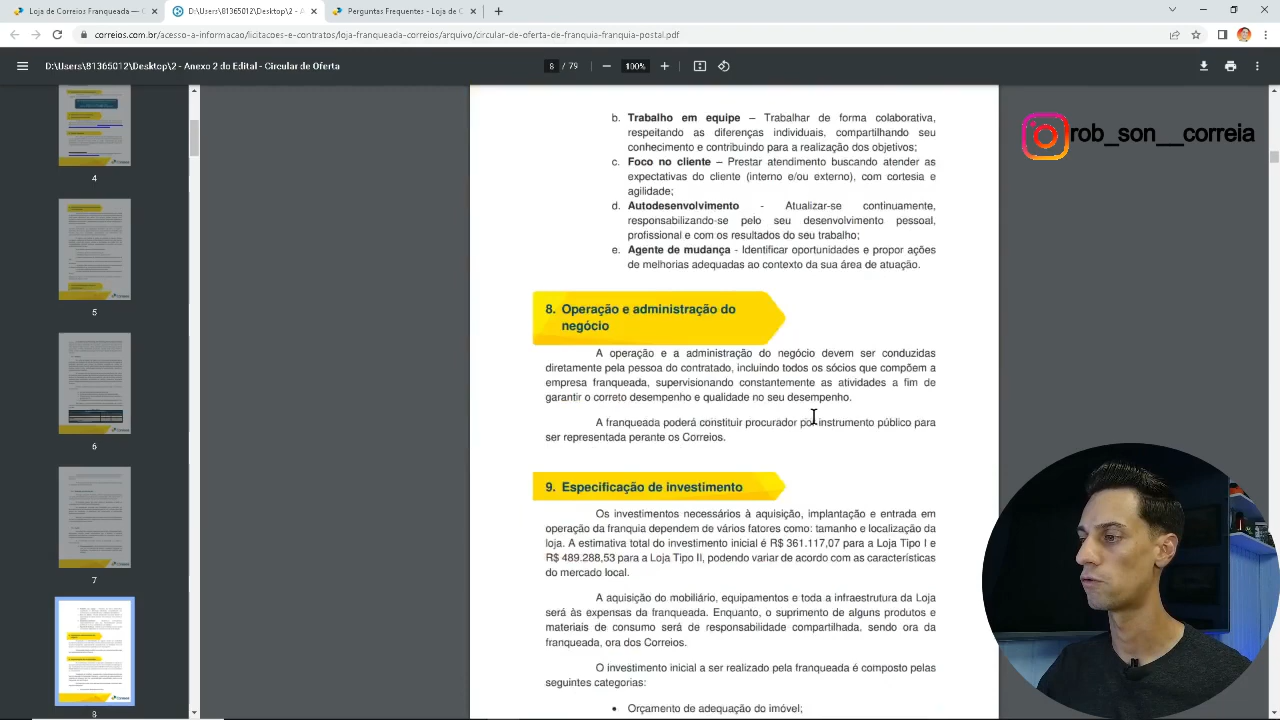 Loja de Correios Franqueada —
D:\Users\81365012\Desktop\2 - A
Perguntas Frequentes - Loja de C
correios.com.br/acesso-a-informacao/licitacoes-e-contratos/loja-franqueada-correios/arquivo/circular-de-oferta-de-franquia-franquia-postal.pdf
D:\Users\81365012\Desktop\2 - Anexo 2 do Edital - Circular de Oferta
8 / 79
100%
rob_son__correia
4
5
6
7
8
b. Trabalho em equipe – Trabalhar de forma colaborativa,
respeitando as diferenças individuais, compartilhando seu
conhecimento e contribuindo para a realização dos objetivos;
c. Foco no cliente – Prestar atendimento buscando atender as
expectativas do cliente (interno e/ou externo), com cortesia e
agilidade;
d. Autodesenvolvimento - Atualizar-se continuamente,
responsabilizando-se pelo seu desenvolvimento pessoal,
profissional e com os resultados do seu trabalho;
e. Agente de mudança - Identificar oportunidades e propor ações
de melhorias adequadas ao contexto da sua área de atuação.
8. Operação e administração do
negócio
A operação e a administração do negócio devem ser conduzidas
diretamente pela pessoa do contratado, incluindo todos os sócios que compõem a
empresa franqueada, supervisionando constantemente as atividades a fim de
garantir o correto desempenho e qualidade no seu desempenho.
A franqueada poderá constituir procurador por instrumento público para
ser representada perante os Correios.
9. Especificação de investimento
Os investimentos necessários à aquisição, implantação e entrada em
operação da franquia dependem de vários fatores como: tamanho e localização da
loja. A estimativa total do investimento inicial é R$ 361.117,07 para a Loja Tipo I e
R$ 489.288,53 para a Loja Tipo II, podendo variar de acordo com as características
do mercado local.
A aquisição do mobiliário, equipamentos e toda a infraestrutura da Loja
será às expensas da franqueada. Enquanto, o suprimento de alguns produtos e
materiais de consumo será de responsabilidade compartilhada, sendo ora da
franqueada, ora dos Correios.
O investimento inicial a ser realizado pela franqueada é composto pelas
seguintes categorias:
• Orçamento de adequação do imóvel;